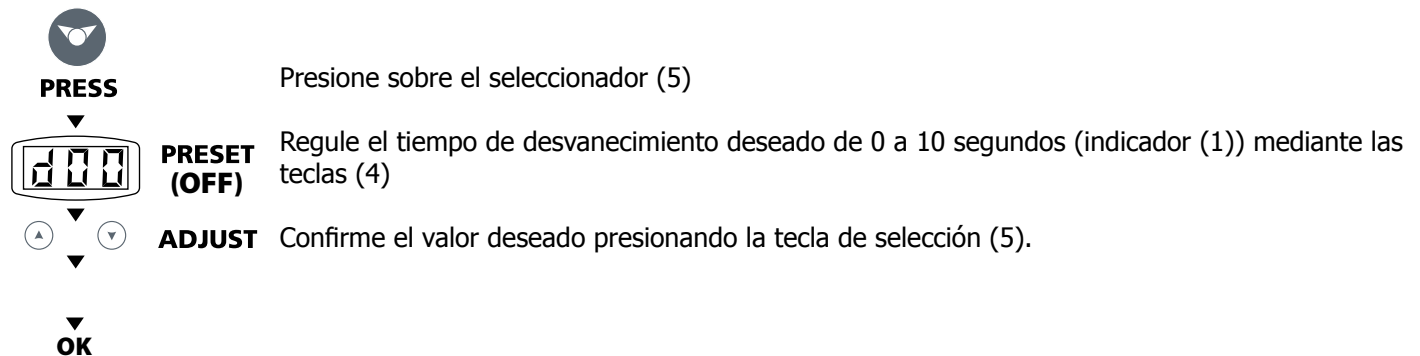 PRESS
Presione sobre el seleccionador (5)
d00
PRESET
(OFF)
Regule el tiempo de desvanecimiento deseado de 0 a 10 segundos (indicador (1)) mediante las
teclas (4)
ADJUST
Confirme el valor deseado presionando la tecla de selección (5).
OK